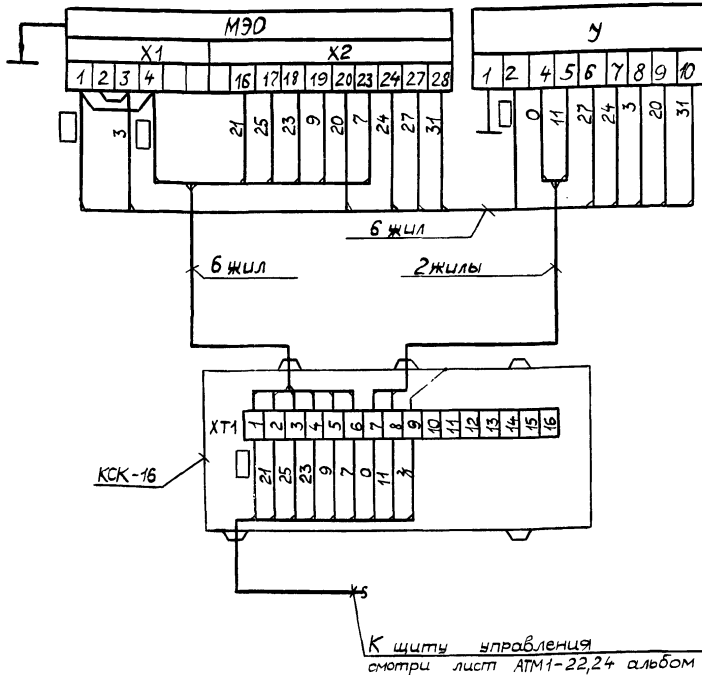 МЭО
У
X1
X2
1 2 3 4 16 17 18 19 20 23 24 27 28
1 2 4 5 6 7 8 9 10
3 21 25 23 9 20 7 24 27 31
0 11 27 24 3 20 31
6 жил
6 жил
2 жилы
XT1
1 2 3 4 5 6 7 8 9 10 11 12 13 14 15 16
21 25 23 9 7 0 11
КСК-16
К щиту управления
смотри лист АТМ1-22,24 альбом